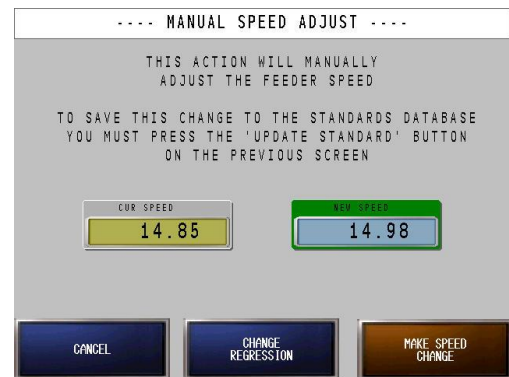 ---- MANUAL SPEED ADJUST ----
THIS ACTION WILL MANUALLY
ADJUST THE FEEDER SPEED
TO SAVE THIS CHANGE TO THE STANDARDS DATABASE
YOU MUST PRESS THE 'UPDATE STANDARD' BUTTON
ON THE PREVIOUS SCREEN
CUR SPEED
14.85
NEW SPEED
14.98
CANCEL
CHANGE
REGRESSION
MAKE SPEED
CHANGE